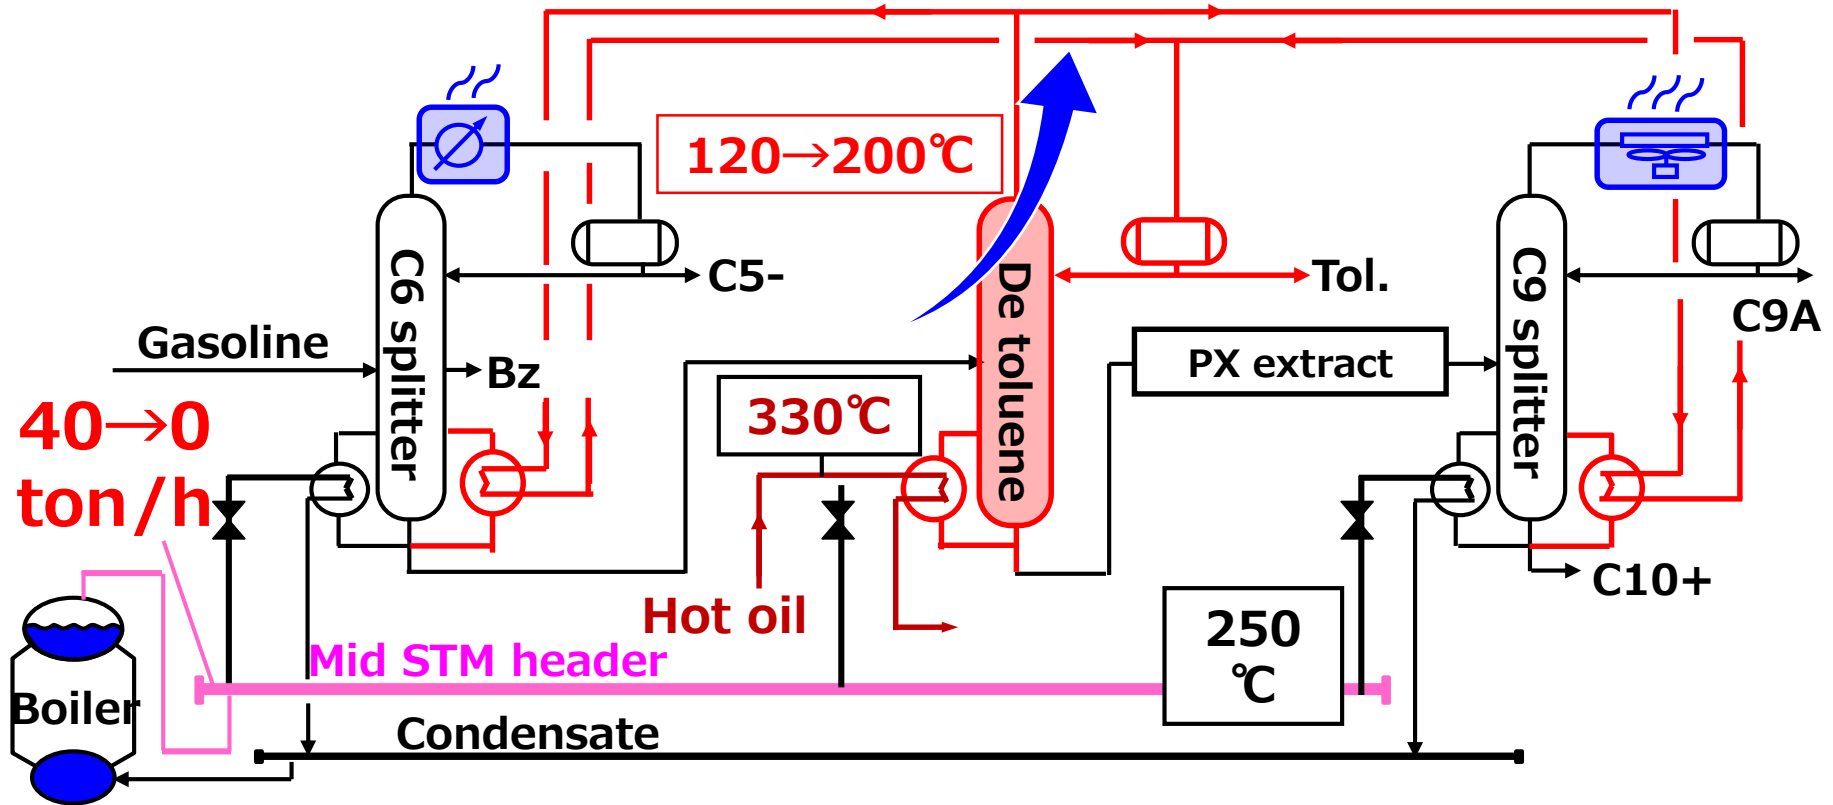 120→200℃
C6 splitter
C5-
De toluene
Tol.
C9 splitter
C9A
Gasoline
Bz
PX extract
40→0
ton/h
330℃
Hot oil
C10+
250
℃
Mid STM header
Boiler
Condensate